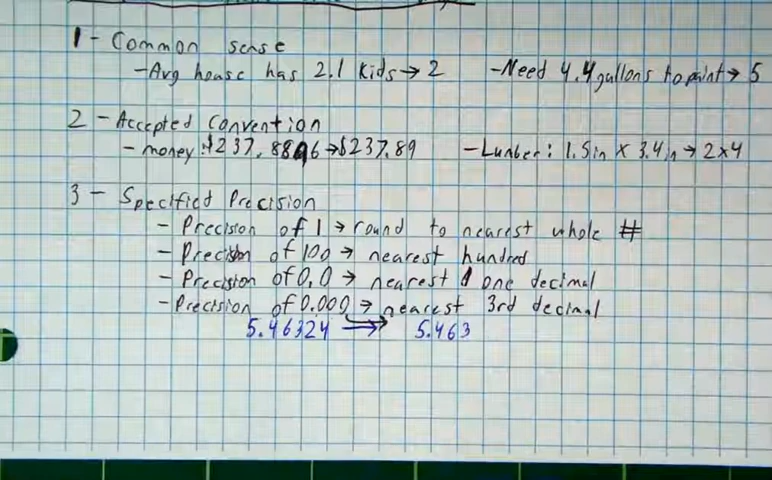 1 - Common sense
- Avg house has 2.1 kids → 2 - Need 4.4 gallons to paint → 5
2 - Accepted Convention
- money: $237.8896 → $237.89 - Lumber: 1.5in x 3.4in → 2x4
3 - Specified Precision
- Precision of 1 → round to nearest whole #
- Precision of 100 → nearest hundred
- Precision of 0.0 → nearest one decimal
- Precision of 0.000 → nearest 3rd decimal
5.46324 → 5.463